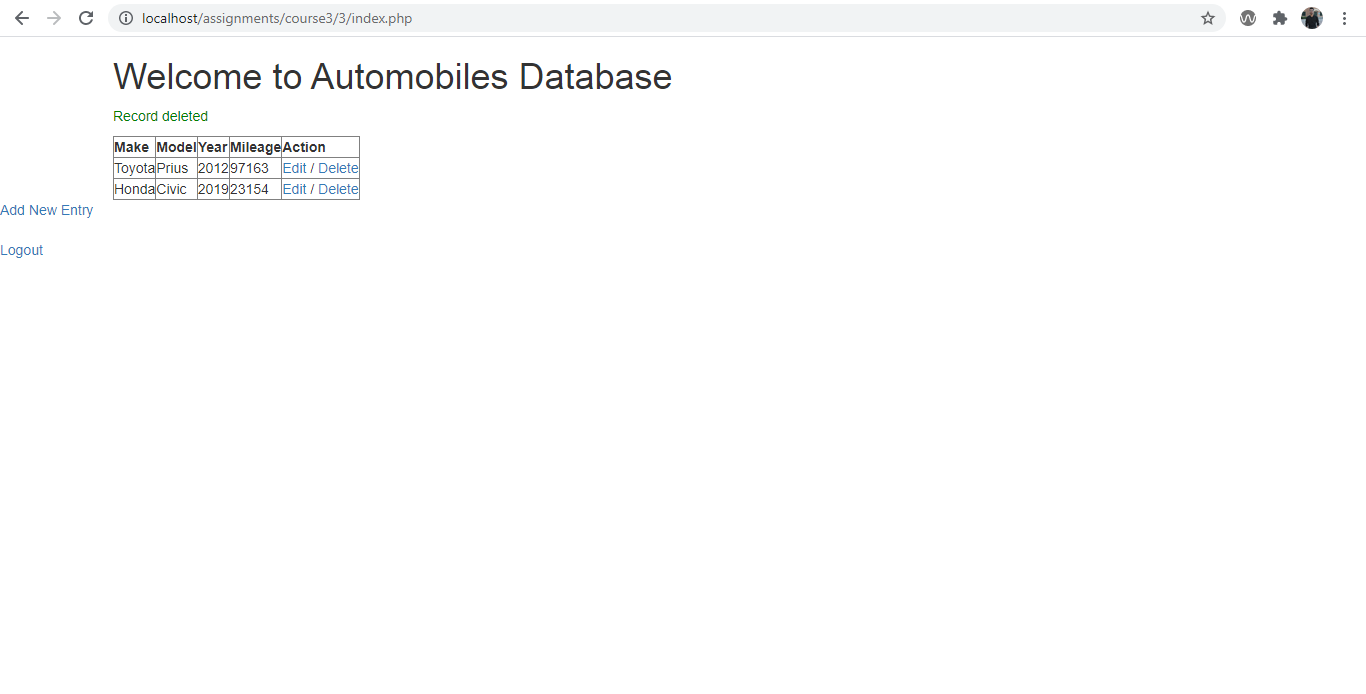 localhost/assignments/course3/3/index.php
Welcome to Automobiles Database
Record deleted
Make Model Year Mileage Action
Toyota Prius 2012 97163 Edit / Delete
Honda Civic 2019 23154 Edit / Delete
Add New Entry
Logout